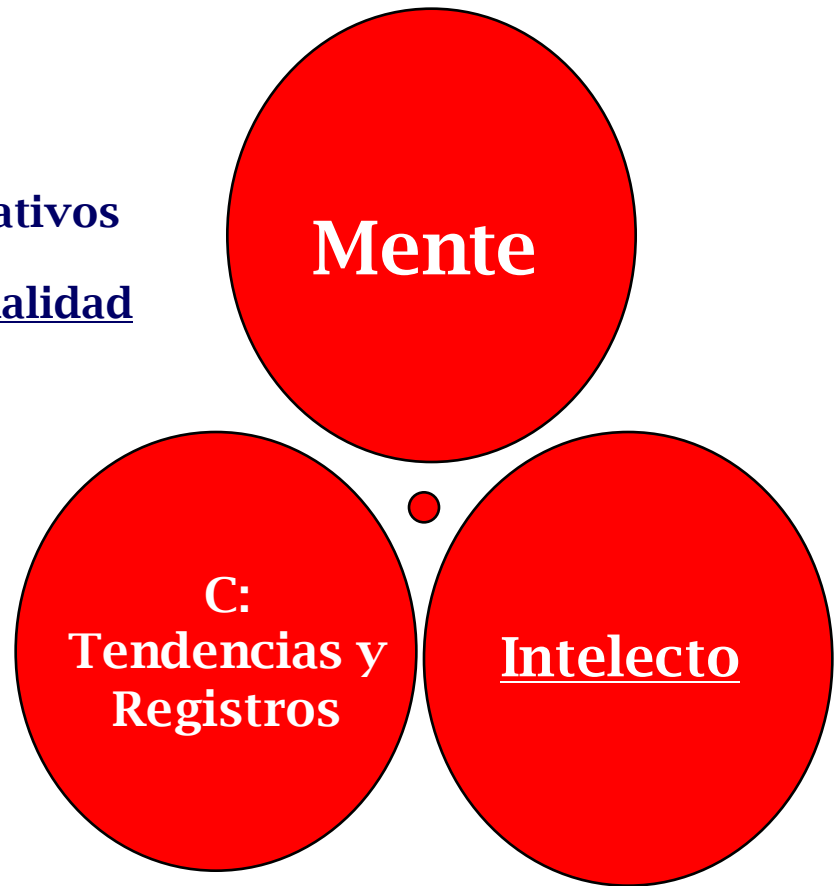 ativos
alidad
Mente
C:
Tendencias y
Registros
Intelecto